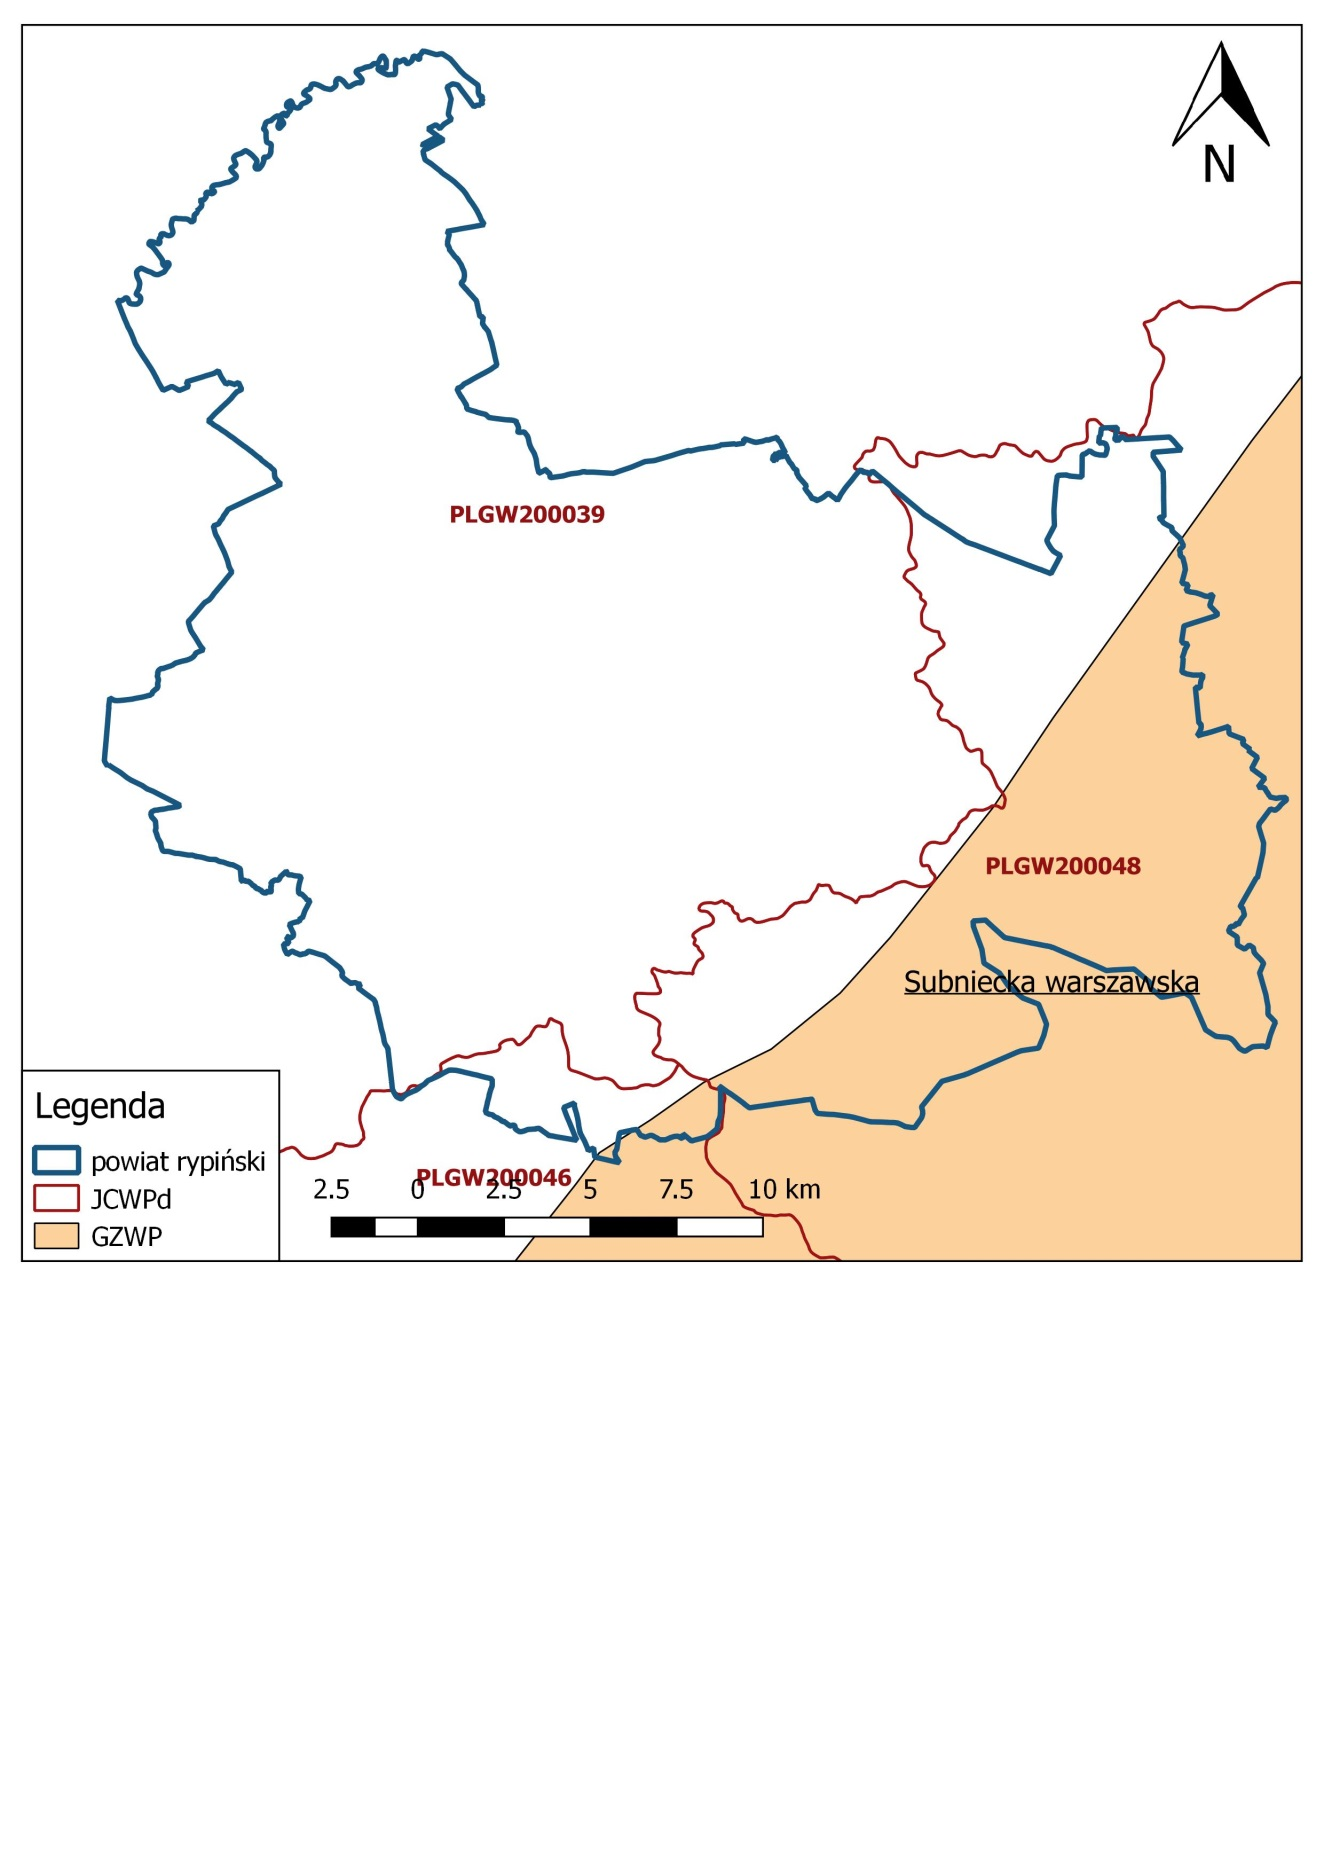 N
PLGW200039
PLGW200048
Subniecka warszawska
PLGW200046
2.5 0 2.5 5 7.5 10 km
Legenda
powiat rypiński
JCWPd
GZWP